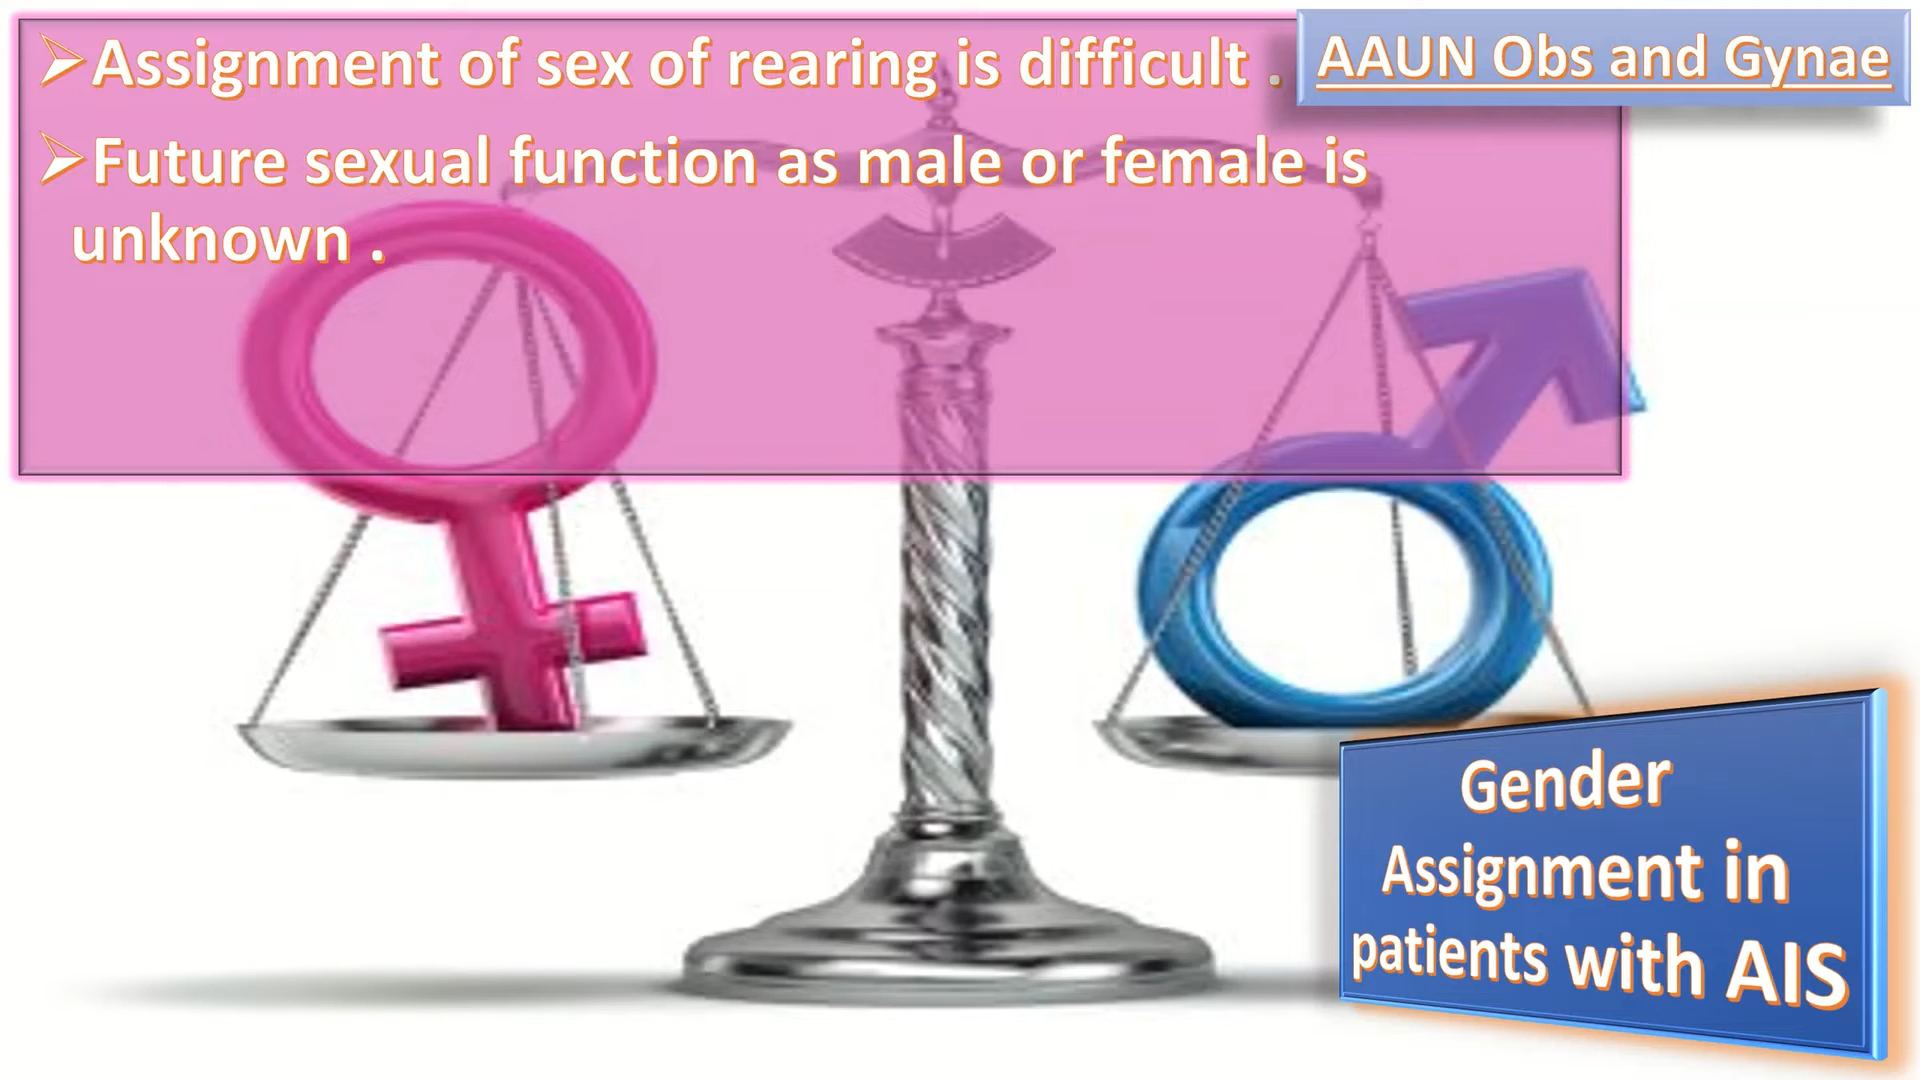 ➢Assignment of sex of rearing is difficult .
AAUN Obs and Gynae
➢Future sexual function as male or female is
unknown .
Gender
Assignment in
patients with AIS